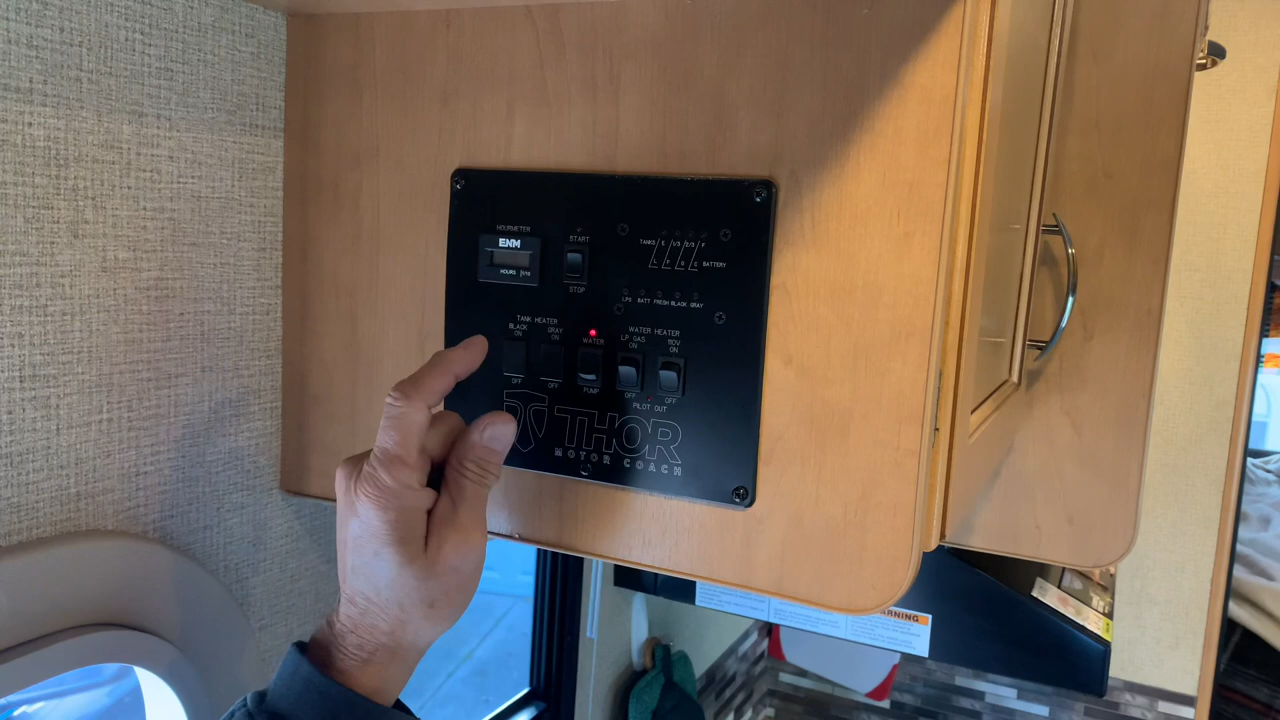 HOURMETER
ENM
HOURS 1/10
START
STOP
TANKS E 1/3 2/3 F
L F G C BATTERY
LPG BATT FRESH BLACK GRAY
TANK HEATER
BLACK GRAY
ON ON
OFF OFF
WATER
PUMP
WATER HEATER
LP GAS 110V
ON ON
OFF OFF
PILOT OUT
THOR
MOTOR COACH
WARNING